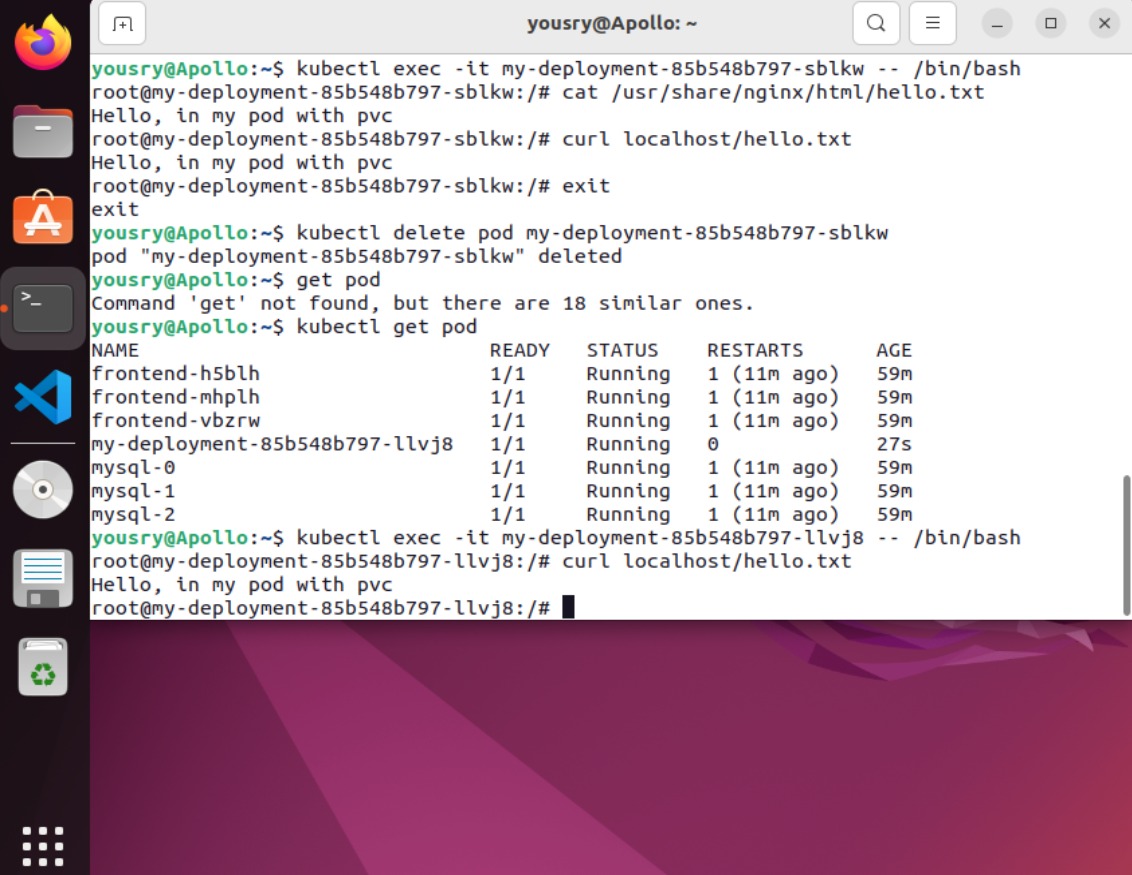 yousry@Apollo: ~
yousry@Apollo:~$ kubectl exec -it my-deployment-85b548b797-sblkw -- /bin/bash
root@my-deployment-85b548b797-sblkw:/# cat /usr/share/nginx/html/hello.txt
Hello, in my pod with pvc
root@my-deployment-85b548b797-sblkw:/# curl localhost/hello.txt
Hello, in my pod with pvc
root@my-deployment-85b548b797-sblkw:/# exit
exit
yousry@Apollo:~$ kubectl delete pod my-deployment-85b548b797-sblkw
pod "my-deployment-85b548b797-sblkw" deleted
yousry@Apollo:~$ get pod
Command 'get' not found, but there are 18 similar ones.
yousry@Apollo:~$ kubectl get pod
NAME                             READY   STATUS    RESTARTS      AGE
frontend-h5blh                   1/1     Running   1 (11m ago)   59m
frontend-mhplh                   1/1     Running   1 (11m ago)   59m
frontend-vbzrw                   1/1     Running   1 (11m ago)   59m
my-deployment-85b548b797-llvj8   1/1     Running   0             27s
mysql-0                          1/1     Running   1 (11m ago)   59m
mysql-1                          1/1     Running   1 (11m ago)   59m
mysql-2                          1/1     Running   1 (11m ago)   59m
yousry@Apollo:~$ kubectl exec -it my-deployment-85b548b797-llvj8 -- /bin/bash
root@my-deployment-85b548b797-llvj8:/# curl localhost/hello.txt
Hello, in my pod with pvc
root@my-deployment-85b548b797-llvj8:/#